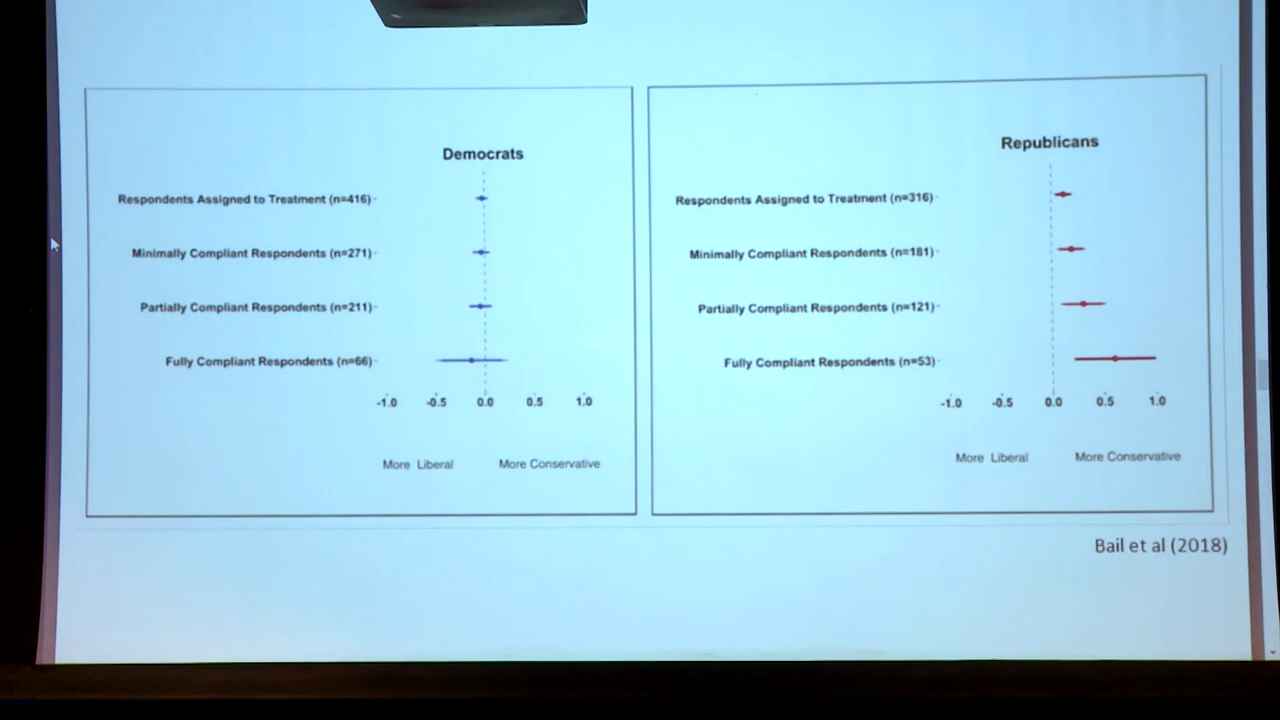 Democrats
Respondents Assigned to Treatment (n=416)
Minimally Compliant Respondents (n=271)
Partially Compliant Respondents (n=211)
Fully Compliant Respondents (n=66)
-1.0 -0.5 0.0 0.5 1.0
More Liberal More Conservative
Republicans
Respondents Assigned to Treatment (n=316)
Minimally Compliant Respondents (n=181)
Partially Compliant Respondents (n=121)
Fully Compliant Respondents (n=53)
-1.0 -0.5 0.0 0.5 1.0
More Liberal More Conservative
Bail et al (2018)